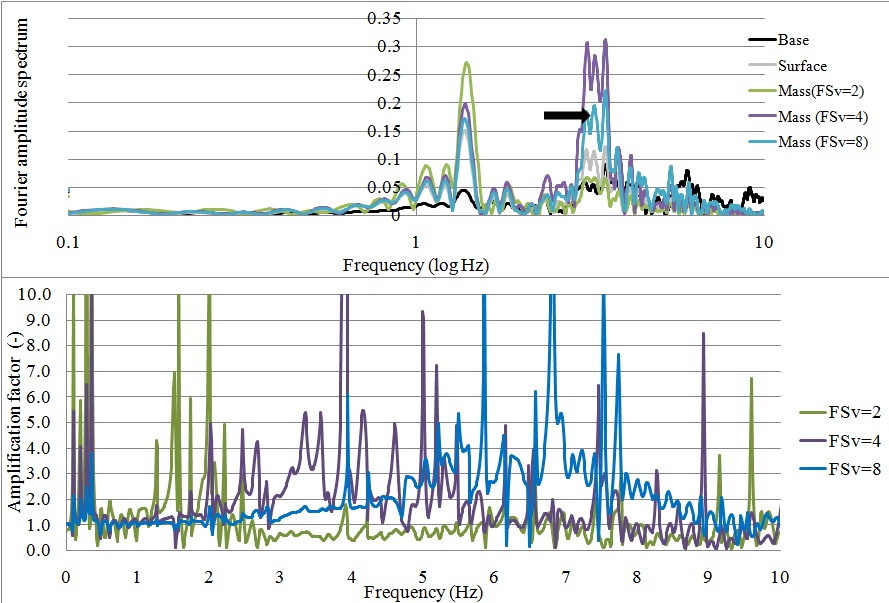 Fourier amplitude spectrum
0.35
0.3
0.25
0.2
0.15
0.1
0.05
0
0.1
1
10
Frequency (log Hz)
Base
Surface
Mass(FSv=2)
Mass (FSv=4)
Mass (FSv=8)
Amplification factor (-)
10.0
9.0
8.0
7.0
6.0
5.0
4.0
3.0
2.0
1.0
0.0
0 1 2 3 4 5 6 7 8 9 10
Frequency (Hz)
FSv=2
FSv=4
FSv=8